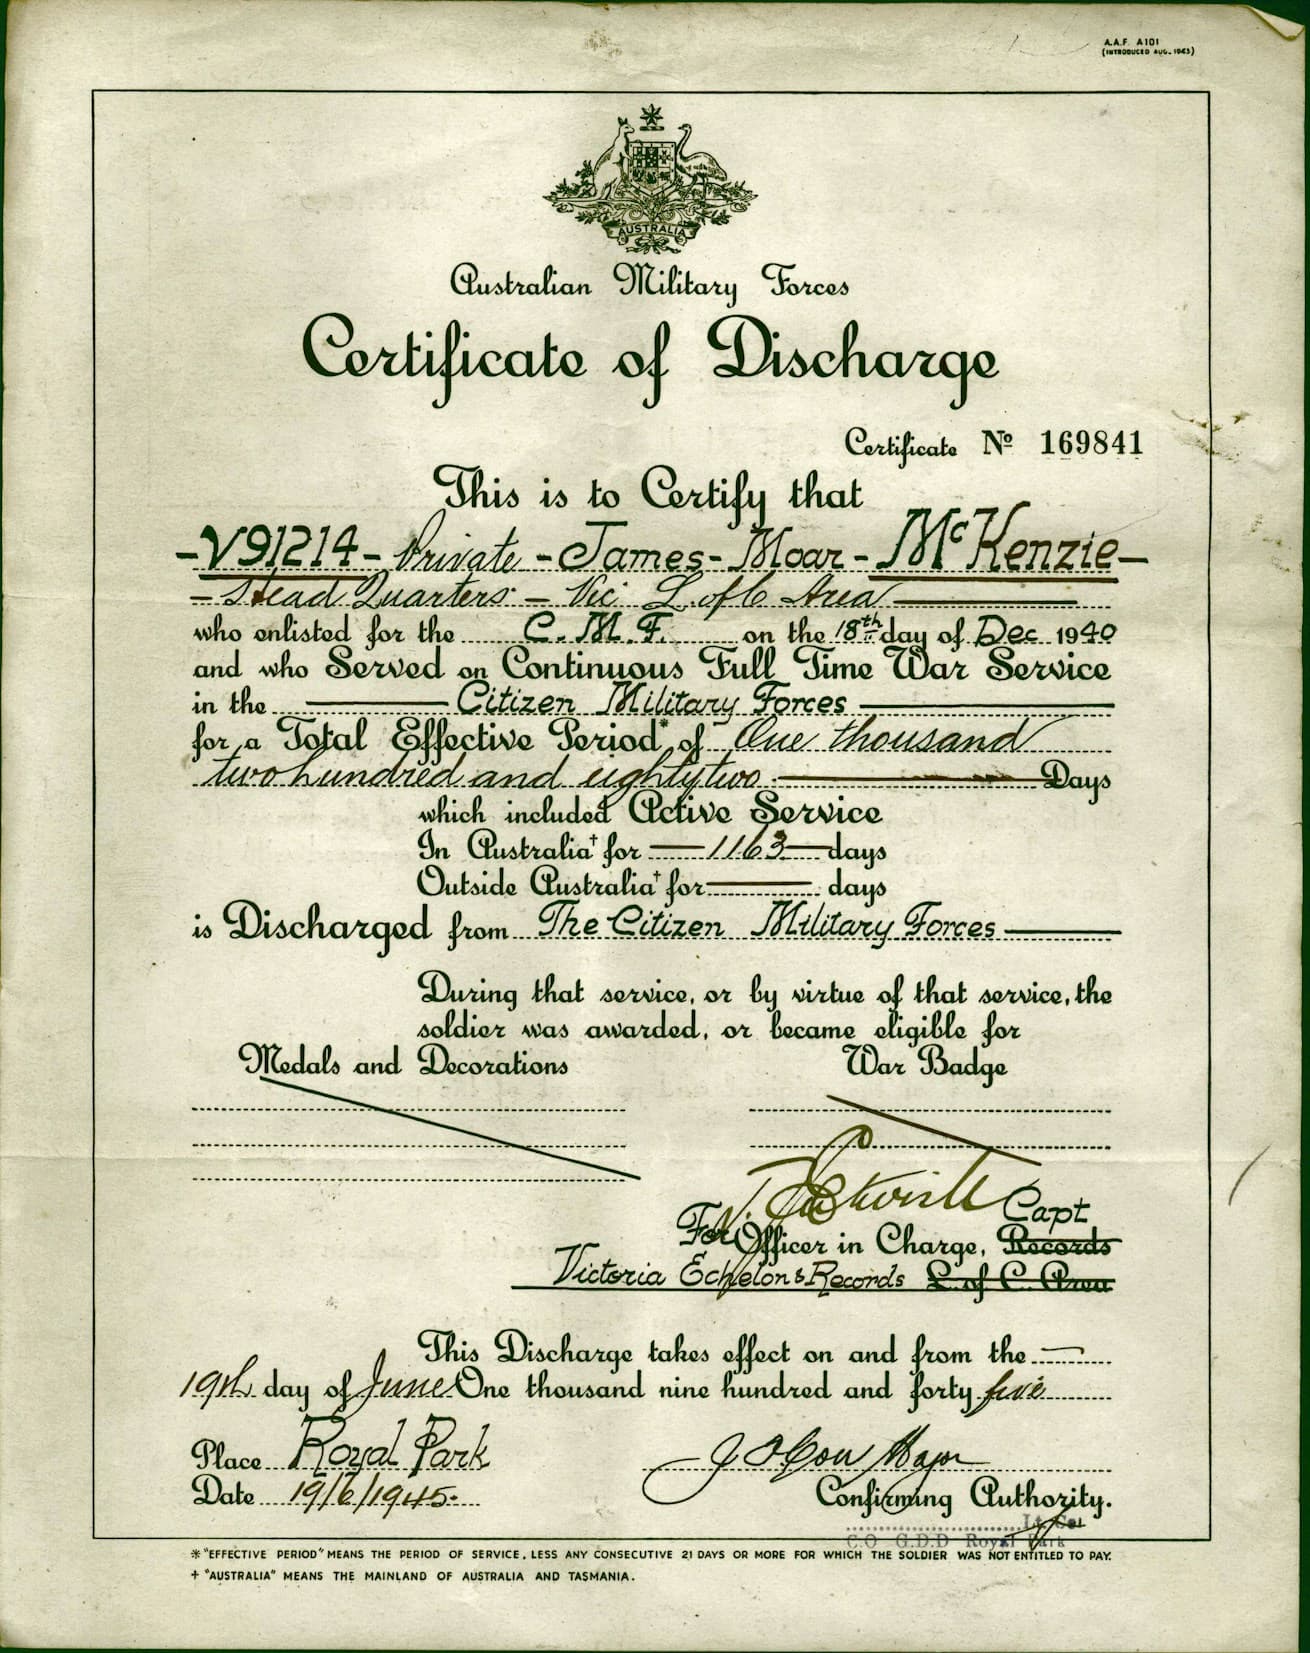 A.A.F. A101
(INTRODUCED AUG. 1943)
AUSTRALIA
Australian Military Forces
Certificate of Discharge
Certificate No 169841
This is to Certify that
- V91214 - Private - James - Moar - McKenzie -
- Head Quarters - Vic L. of C Area
who enlisted for the C. M. F. on the 18th day of Dec 1940
and who Served on Continuous Full Time War Service
in the Citizen Military Forces
for a Total Effective Period* of One thousand
two hundred and eighty two Days
which included Active Service
In Australia† for 1163 days
Outside Australia† for days
is Discharged from The Citizen Military Forces
During that service, or by virtue of that service, the
soldier was awarded, or became eligible for
Medals and Decorations War Badge
Capt
For Officer in Charge, Records
Victoria Echelon & Records L. of C. Area
This Discharge takes effect on and from the
19th day of June One thousand nine hundred and forty five
Place Royal Park Major
Date 19/6/1945. Confirming Authority.
Lt Col
C.O G.D.D Royal Park
* "EFFECTIVE PERIOD" MEANS THE PERIOD OF SERVICE, LESS ANY CONSECUTIVE 21 DAYS OR MORE FOR WHICH THE SOLDIER WAS NOT ENTITLED TO PAY.
† "AUSTRALIA" MEANS THE MAINLAND OF AUSTRALIA AND TASMANIA.